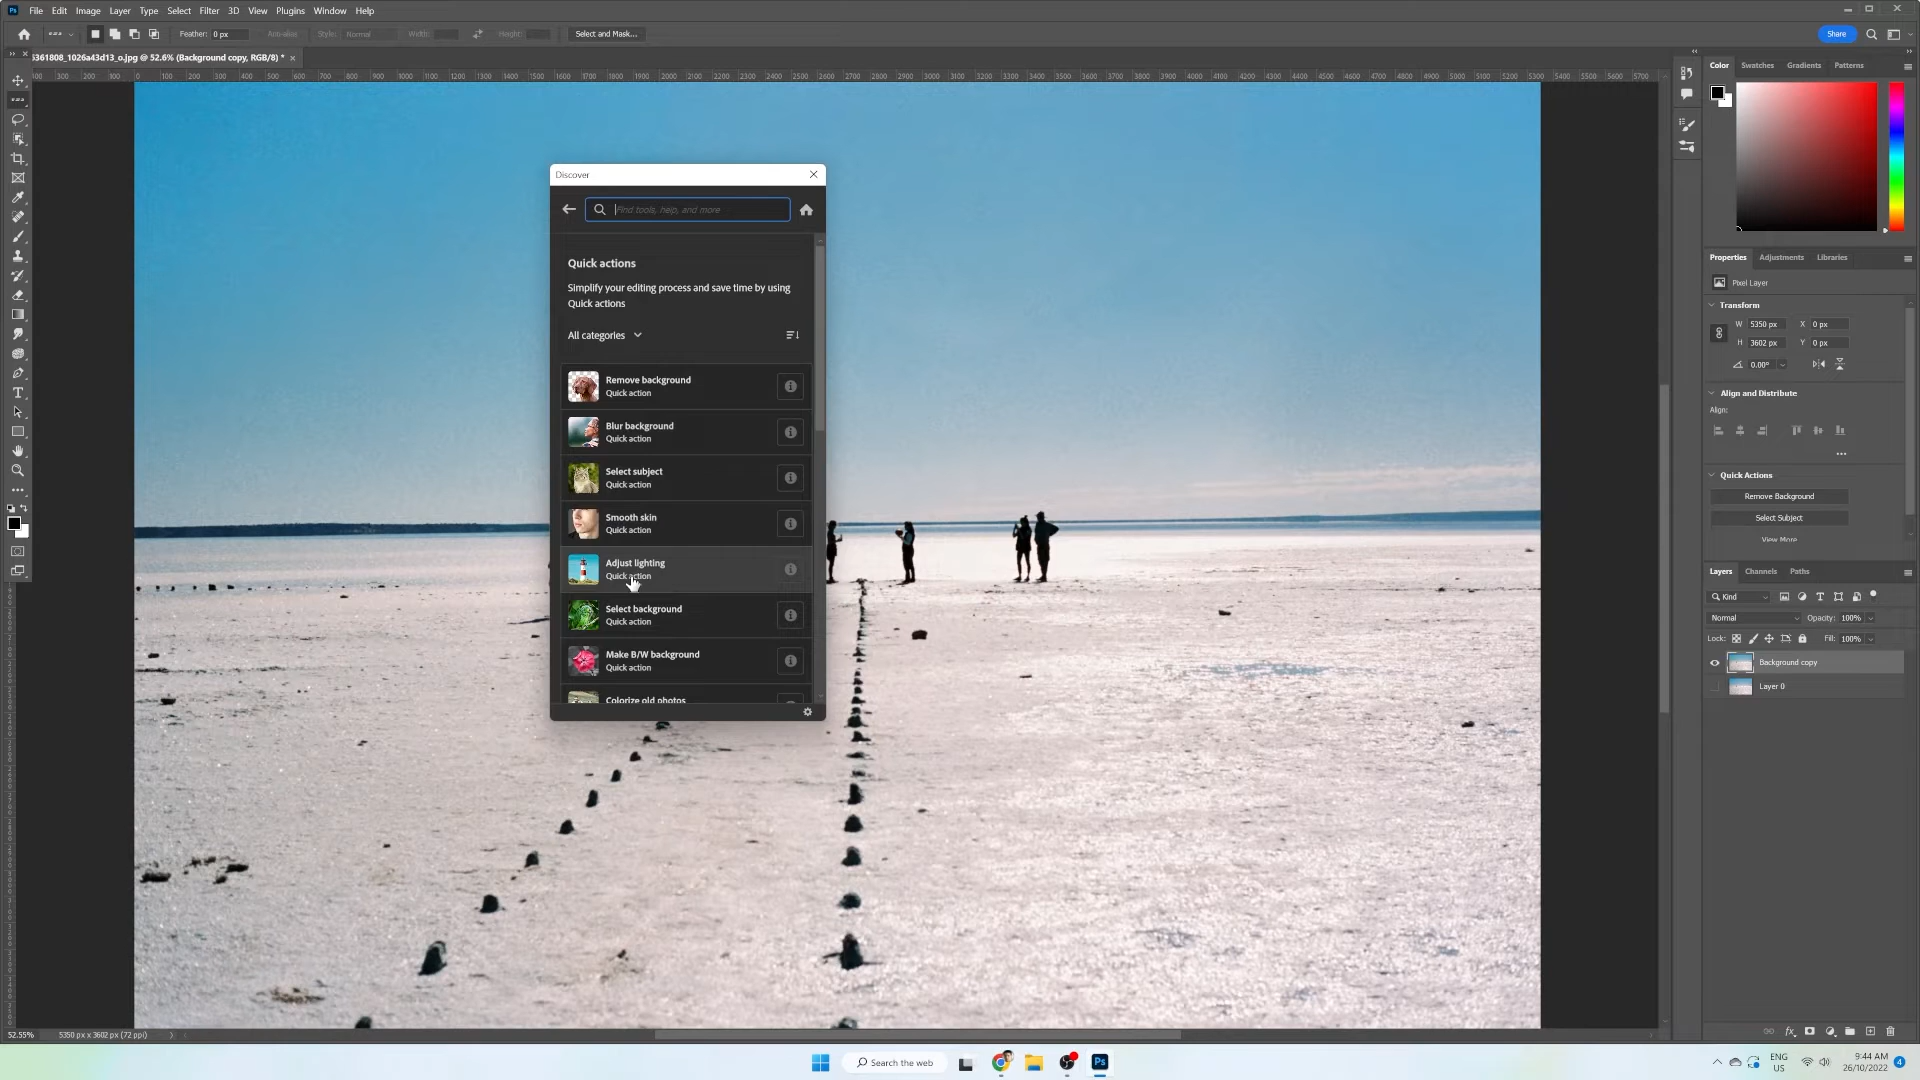 Ps File Edit Image Layer Type Select Filter 3D View Plugins Window Help
Feather: 0 px Anti-alias Style: Normal Width: Height: Select and Mask... Share
361808_1026a43d13_o.jpg @ 52.6% (Background copy, RGB/8) *
Discover
Find tools, help, and more
Quick actions
Simplify your editing process and save time by using
Quick actions
All categories
Remove background
Quick action
Blur background
Quick action
Select subject
Quick action
Smooth skin
Quick action
Adjust lighting
Quick action
Select background
Quick action
Make B/W background
Quick action
Colorize old photos
Color Swatches Gradients Patterns
Properties Adjustments Libraries
Pixel Layer
Transform
W 5350 px X 0 px
H 3602 px Y 0 px
0.00°
Align and Distribute
Align:
Quick Actions
Remove Background
Select Subject
View More
Layers Channels Paths
Kind
Normal Opacity: 100%
Lock: Fill: 100%
Background copy
Layer 0
52.55% 5350 px x 3602 px (72 ppi)
Search the web
Ps
ENG
US
9:44 AM
26/10/2022
4